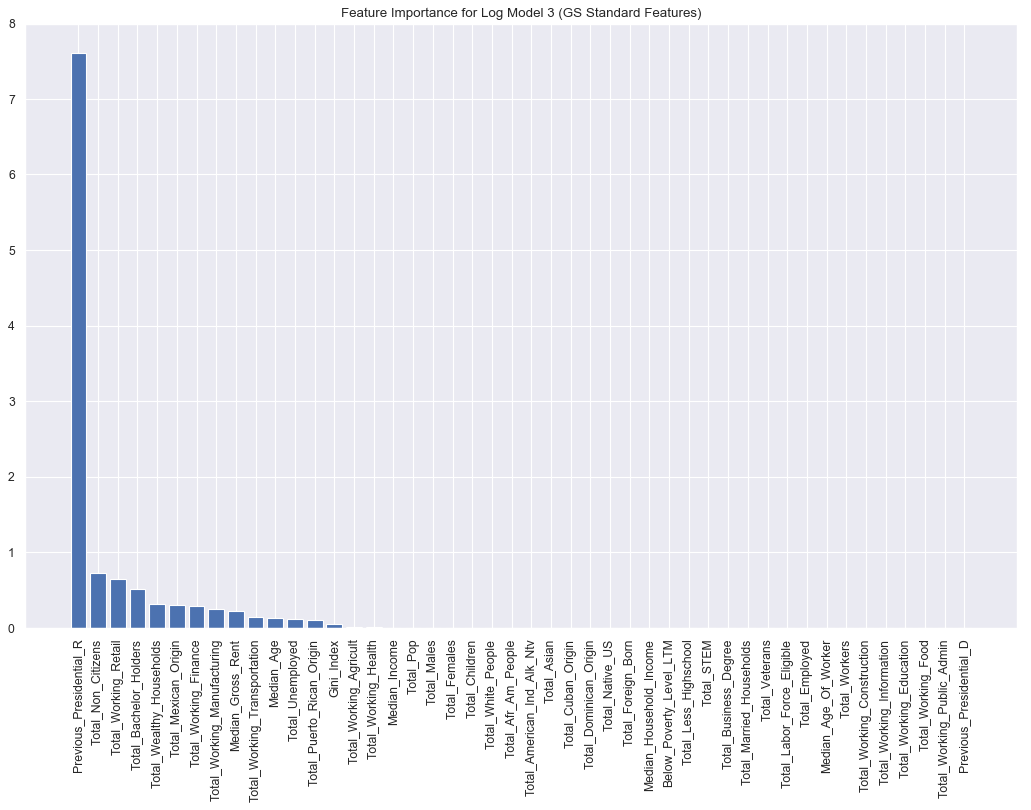 Feature Importance for Log Model 3 (GS Standard Features)
8
7
6
5
4
3
2
1
0
Previous_Presidential_R
Total_Non_Citizens
Total_Working_Retail
Total_Bachelor_Holders
Total_Wealthy_Households
Total_Mexican_Origin
Total_Working_Finance
Total_Working_Manufacturing
Median_Gross_Rent
Total_Working_Transportation
Median_Age
Total_Unemployed
Total_Puerto_Rican_Origin
Gini_Index
Total_Working_Agricult
Total_Working_Health
Median_Income
Total_Pop
Total_Males
Total_Females
Total_Children
Total_White_People
Total_Afr_Am_People
Total_American_Ind_Alk_Ntv
Total_Asian
Total_Cuban_Origin
Total_Dominican_Origin
Total_Native_US
Total_Foreign_Born
Median_Household_Income
Below_Poverty_Level_LTM
Total_Less_Highschool
Total_STEM
Total_Business_Degree
Total_Married_Households
Total_Veterans
Total_Labor_Force_Eligible
Total_Employed
Median_Age_Of_Worker
Total_Workers
Total_Working_Construction
Total_Working_Information
Total_Working_Education
Total_Working_Food
Total_Working_Public_Admin
Previous_Presidential_D